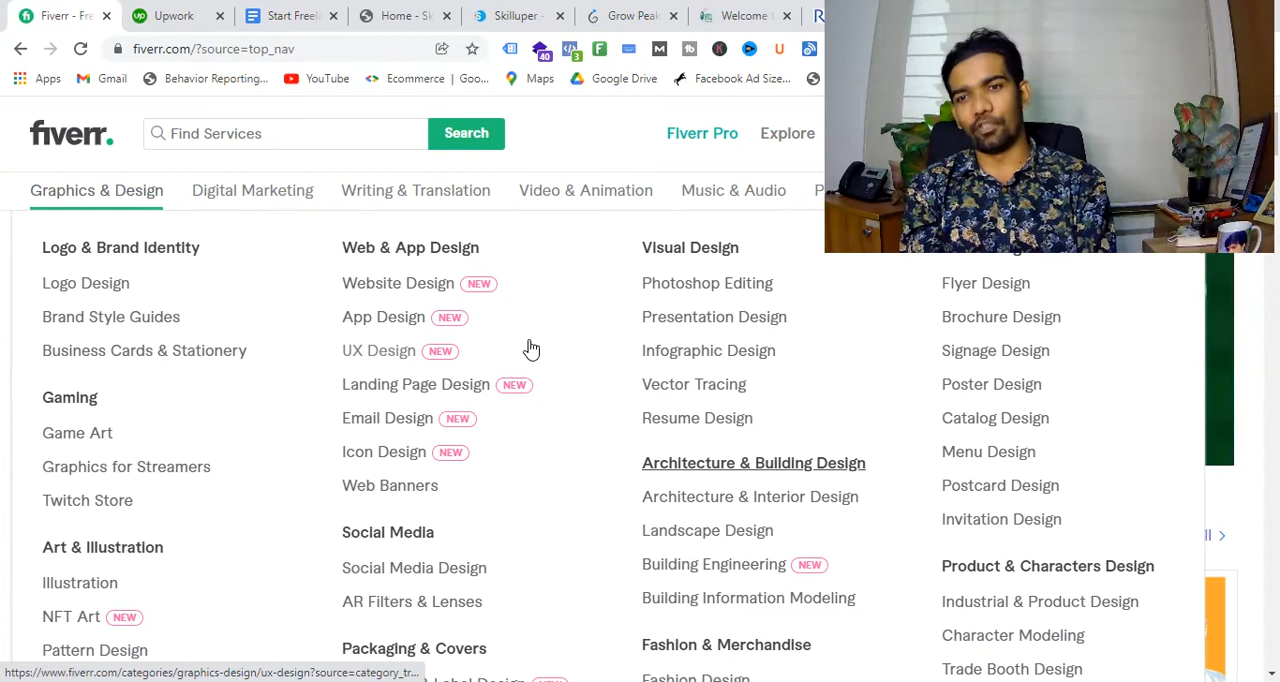 Fiverr -
Upwork
Start Freela
Home - Sk
Skilluper -
Grow Peak
Welcome t
fiverr.com/?source=top_nav
40
3
Apps
Gmail
Behavior Reporting...
YouTube
Ecommerce | Goo...
Maps
Google Drive
Facebook Ad Size...
fiverr.
Find Services
Search
Fiverr Pro
Explore
Graphics & Design
Digital Marketing
Writing & Translation
Video & Animation
Music & Audio
P
Logo & Brand Identity
Logo Design
Brand Style Guides
Business Cards & Stationery
Gaming
Game Art
Graphics for Streamers
Twitch Store
Art & Illustration
Illustration
NFT Art NEW
Pattern Design
Web & App Design
Website Design NEW
App Design NEW
UX Design NEW
Landing Page Design NEW
Email Design NEW
Icon Design NEW
Web Banners
Social Media
Social Media Design
AR Filters & Lenses
Packaging & Covers
Visual Design
Photoshop Editing
Presentation Design
Infographic Design
Vector Tracing
Resume Design
Architecture & Building Design
Architecture & Interior Design
Landscape Design
Building Engineering NEW
Building Information Modeling
Fashion & Merchandise
Fashion Design
Flyer Design
Brochure Design
Signage Design
Poster Design
Catalog Design
Menu Design
Postcard Design
Invitation Design
Product & Characters Design
Industrial & Product Design
Character Modeling
Trade Booth Design
ll >
https://www.fiverr.com/categories/graphics-design/ux-design?source=category_tr...